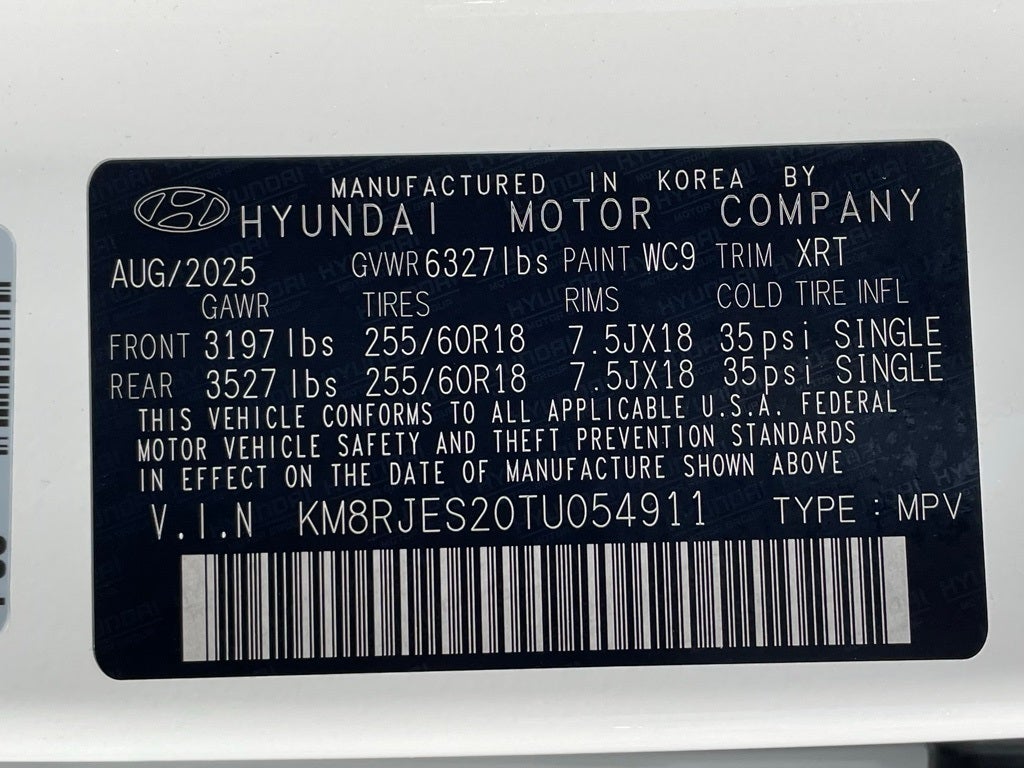 MANUFACTURED IN KOREA BY
HYUNDAI MOTOR COMPANY
AUG/2025 GVWR 6327lbs PAINT WC9 TRIM XRT
GAWR TIRES RIMS COLD TIRE INFL
FRONT 3197lbs 255/60R18 7.5JX18 35psi SINGLE
REAR 3527lbs 255/60R18 7.5JX18 35psi SINGLE
THIS VEHICLE CONFORMS TO ALL APPLICABLE U.S.A. FEDERAL
MOTOR VEHICLE SAFETY AND THEFT PREVENTION STANDARDS
IN EFFECT ON THE DATE OF MANUFACTURE SHOWN ABOVE
V.I.N KM8RJES20TU054911 TYPE: MPV